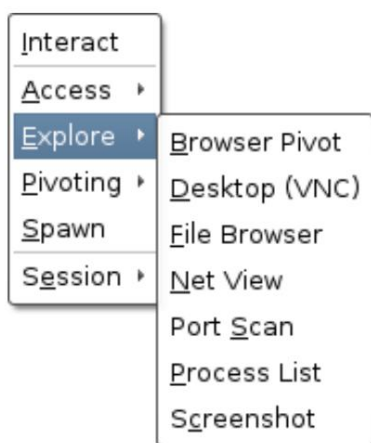 Interact
Access
Explore
Pivoting
Spawn
Session
Browser Pivot
Desktop (VNC)
File Browser
Net View
Port Scan
Process List
Screenshot